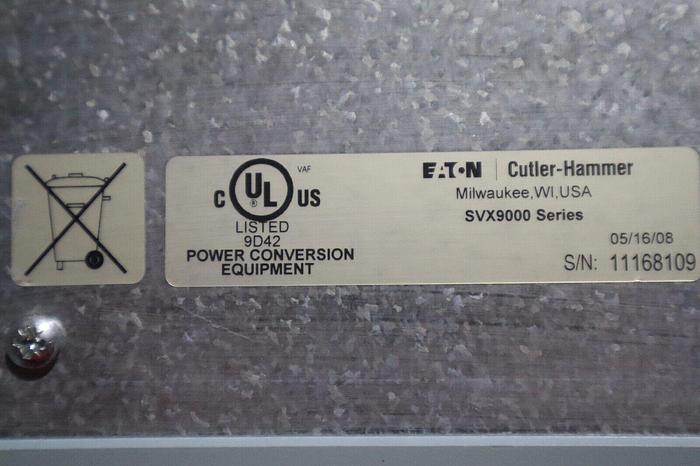 VAF
C UL US
LISTED
9D42
POWER CONVERSION
EQUIPMENT
EATON | Cutler-Hammer
Milwaukee,WI,USA
SVX9000 Series
05/16/08
S/N: 11168109